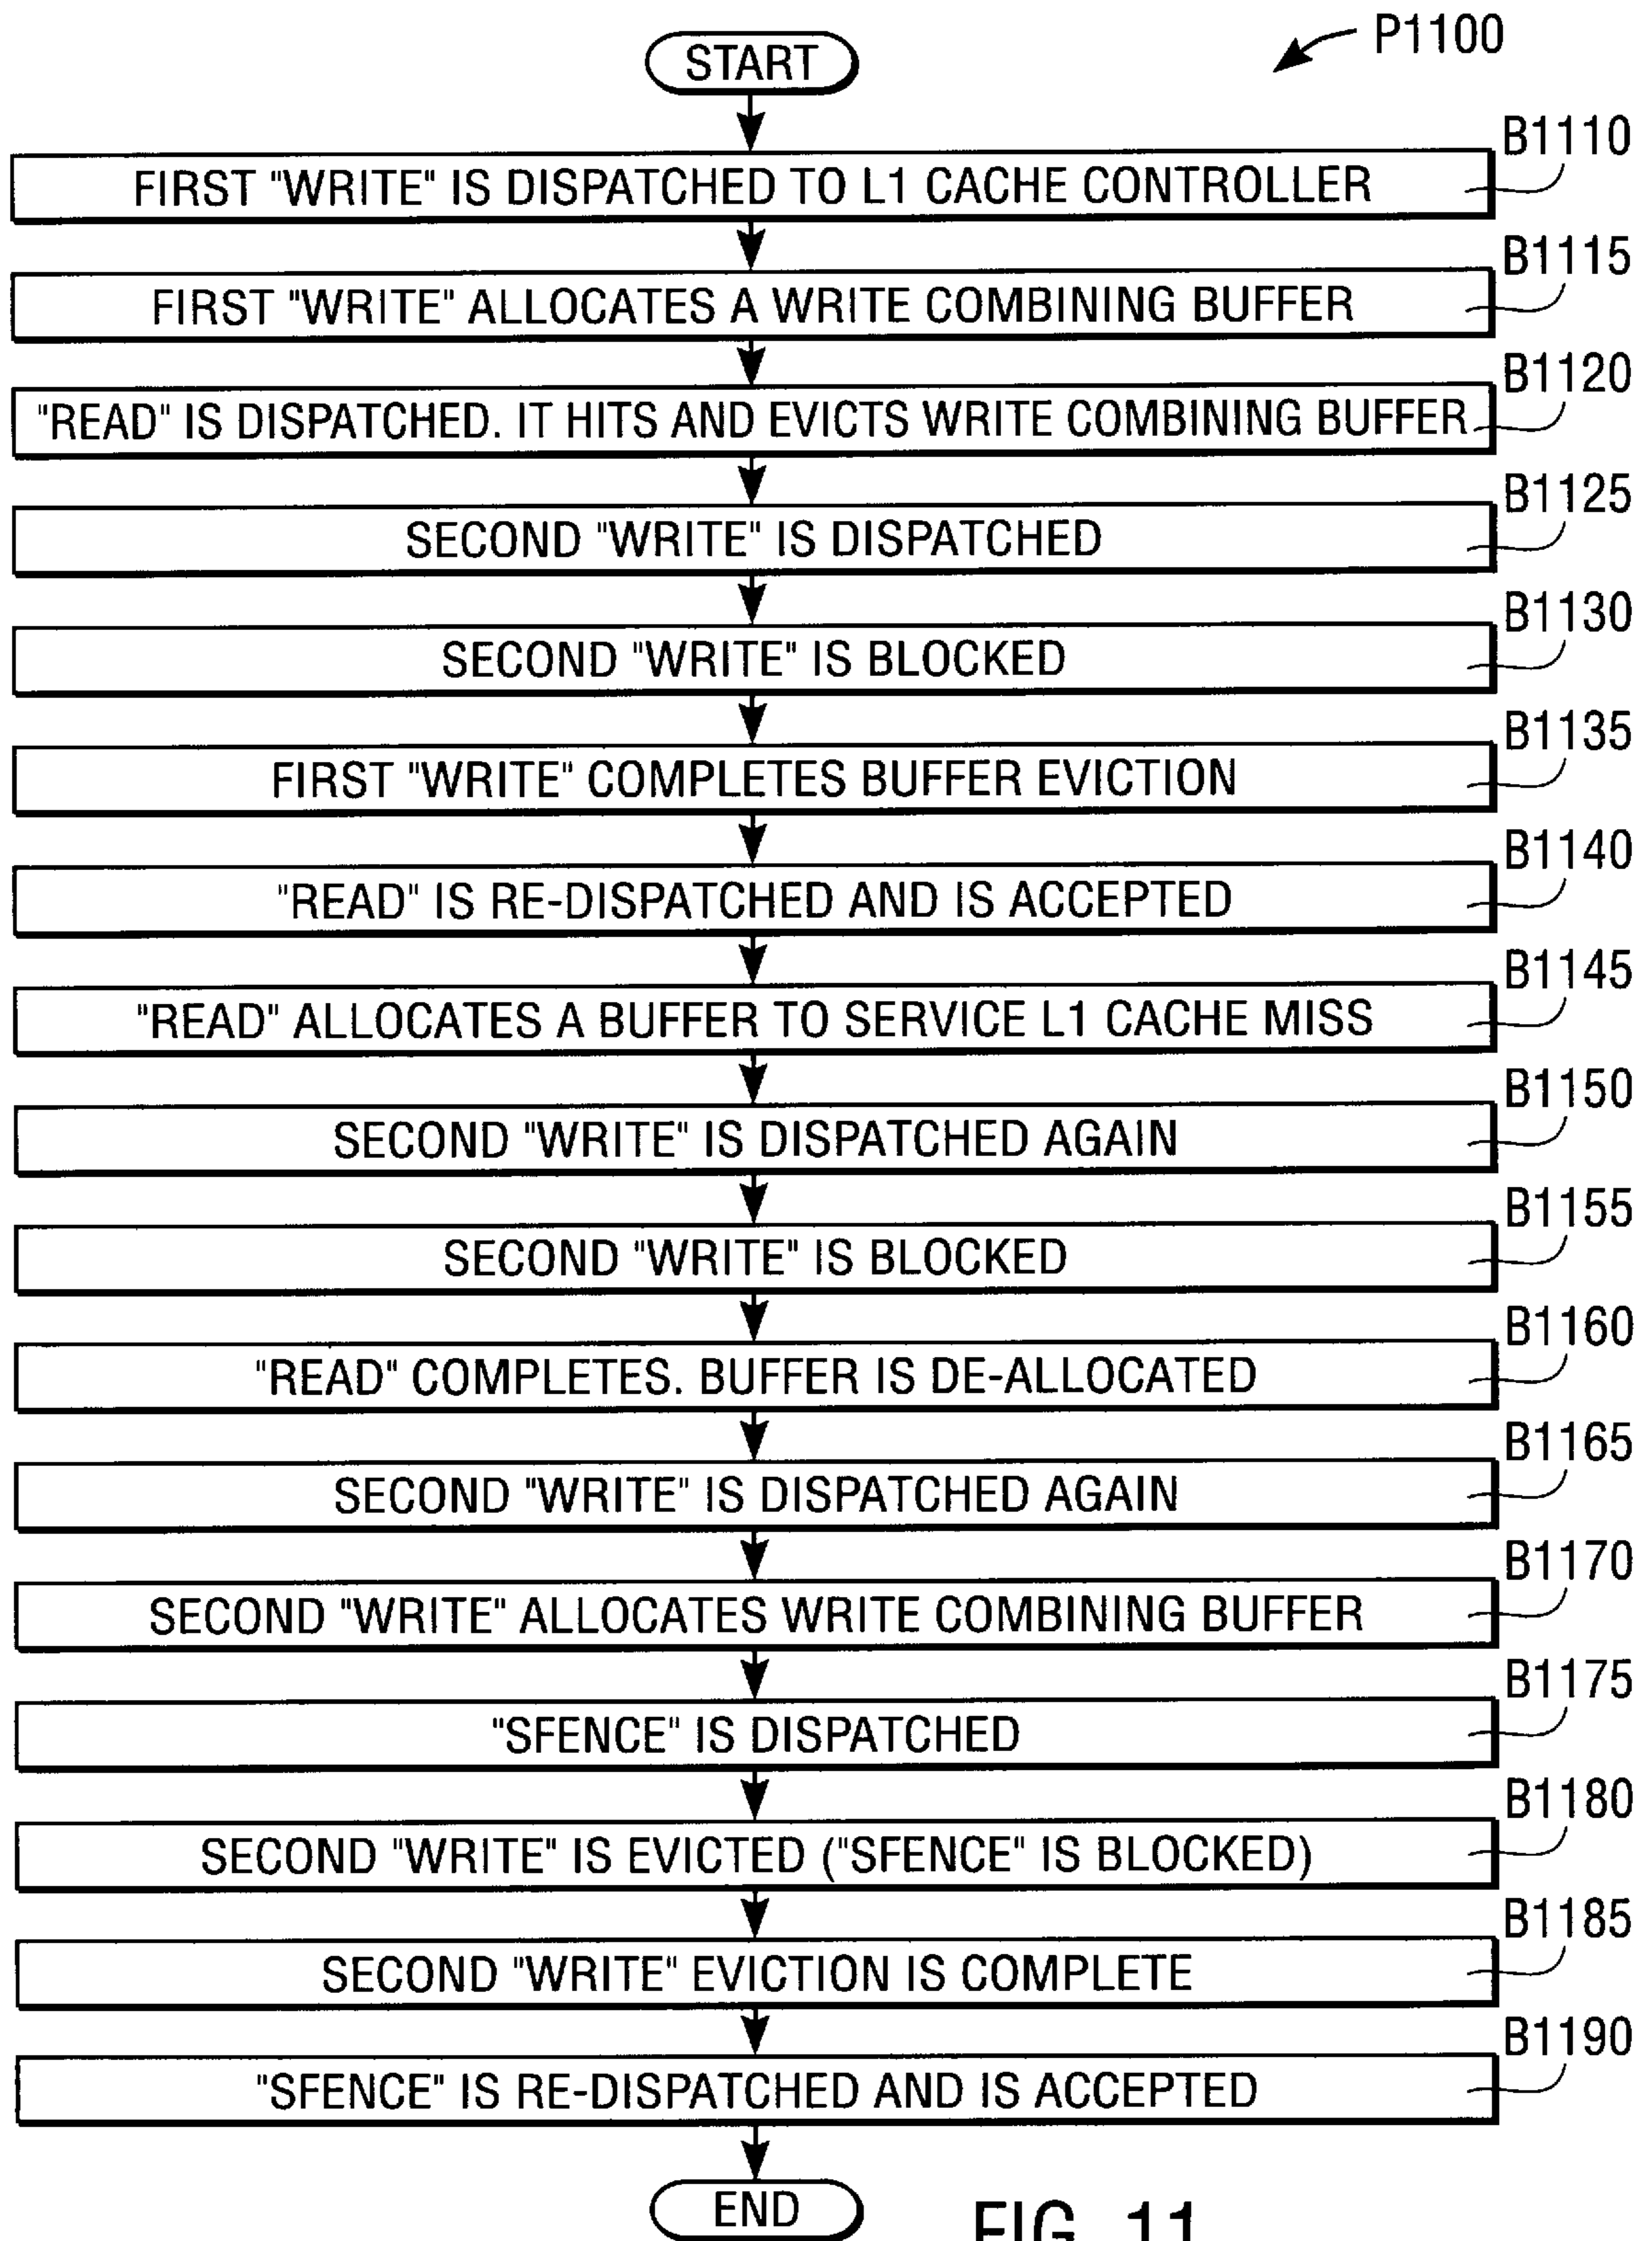 P1100
START
B1110
FIRST "WRITE" IS DISPATCHED TO L1 CACHE CONTROLLER
B1115
FIRST "WRITE" ALLOCATES A WRITE COMBINING BUFFER
B1120
"READ" IS DISPATCHED. IT HITS AND EVICTS WRITE COMBINING BUFFER
B1125
SECOND "WRITE" IS DISPATCHED
B1130
SECOND "WRITE" IS BLOCKED
B1135
FIRST "WRITE" COMPLETES BUFFER EVICTION
B1140
"READ" IS RE-DISPATCHED AND IS ACCEPTED
B1145
"READ" ALLOCATES A BUFFER TO SERVICE L1 CACHE MISS
B1150
SECOND "WRITE" IS DISPATCHED AGAIN
B1155
SECOND "WRITE" IS BLOCKED
B1160
"READ" COMPLETES. BUFFER IS DE-ALLOCATED
B1165
SECOND "WRITE" IS DISPATCHED AGAIN
B1170
SECOND "WRITE" ALLOCATES WRITE COMBINING BUFFER
B1175
"SFENCE" IS DISPATCHED
B1180
SECOND "WRITE" IS EVICTED ("SFENCE" IS BLOCKED)
B1185
SECOND "WRITE" EVICTION IS COMPLETE
B1190
"SFENCE" IS RE-DISPATCHED AND IS ACCEPTED
END
FIG. 11